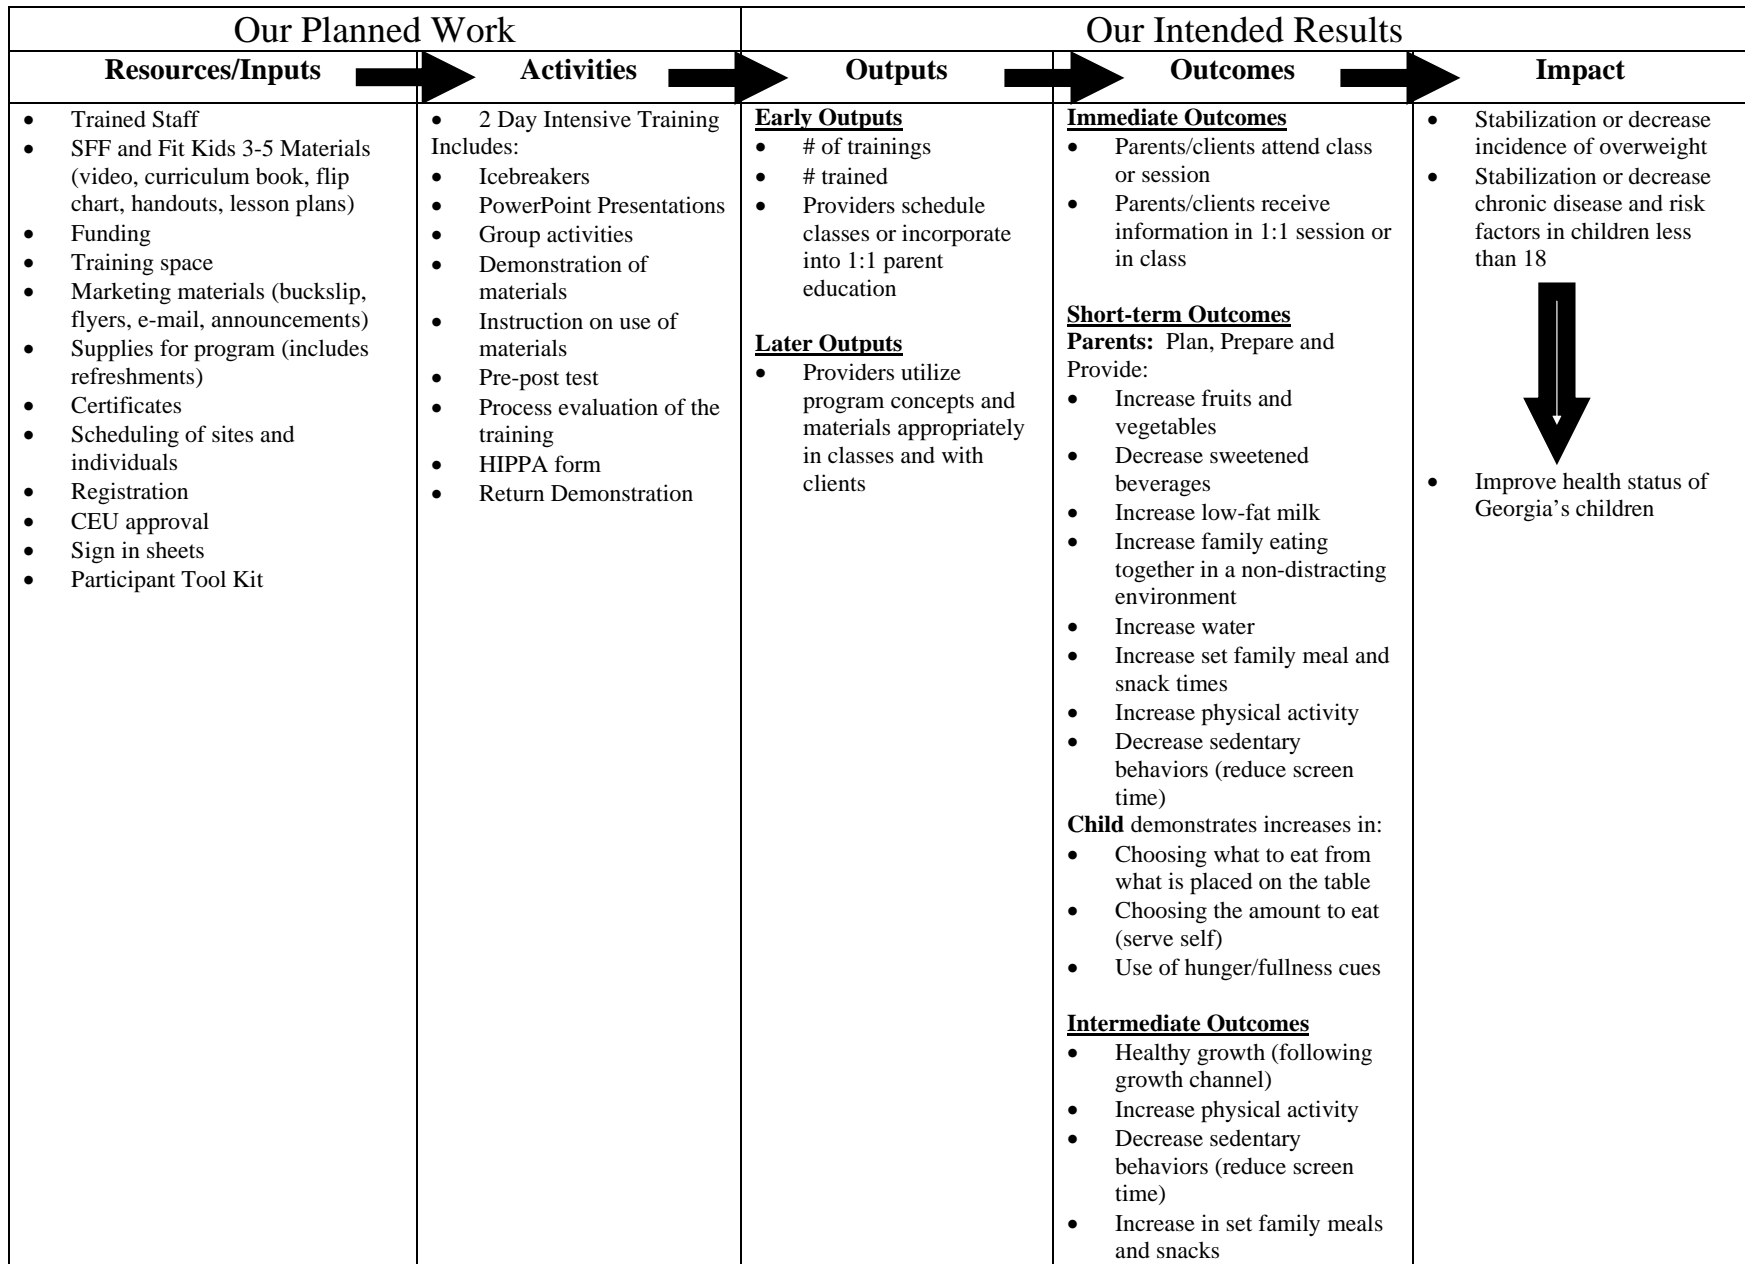 Our Planned Work
Our Intended Results
Resources/Inputs
Activities
Outputs
Outcomes
Impact
• Trained Staff
• SFF and Fit Kids 3-5 Materials
(video, curriculum book, flip
chart, handouts, lesson plans)
• Funding
• Training space
• Marketing materials (buckslip,
flyers, e-mail, announcements)
• Supplies for program (includes
refreshments)
• Certificates
• Scheduling of sites and
individuals
• Registration
• CEU approval
• Sign in sheets
• Participant Tool Kit
• 2 Day Intensive Training
Includes:
• Icebreakers
• PowerPoint Presentations
• Group activities
• Demonstration of
materials
• Instruction on use of
materials
• Pre-post test
• Process evaluation of the
training
• HIPPA form
• Return Demonstration
Early Outputs
• # of trainings
• # trained
• Providers schedule
classes or incorporate
into 1:1 parent
education
Later Outputs
• Providers utilize
program concepts and
materials appropriately
in classes and with
clients
Immediate Outcomes
• Parents/clients attend class
or session
• Parents/clients receive
information in 1:1 session or
in class
Short-term Outcomes
Parents: Plan, Prepare and
Provide:
• Increase fruits and
vegetables
• Decrease sweetened
beverages
• Increase low-fat milk
• Increase family eating
together in a non-distracting
environment
• Increase water
• Increase set family meal and
snack times
• Increase physical activity
• Decrease sedentary
behaviors (reduce screen
time)
Child demonstrates increases in:
• Choosing what to eat from
what is placed on the table
• Choosing the amount to eat
(serve self)
• Use of hunger/fullness cues
Intermediate Outcomes
• Healthy growth (following
growth channel)
• Increase physical activity
• Decrease sedentary
behaviors (reduce screen
time)
• Increase in set family meals
and snacks
• Stabilization or decrease
incidence of overweight
• Stabilization or decrease
chronic disease and risk
factors in children less
than 18
• Improve health status of
Georgia’s children